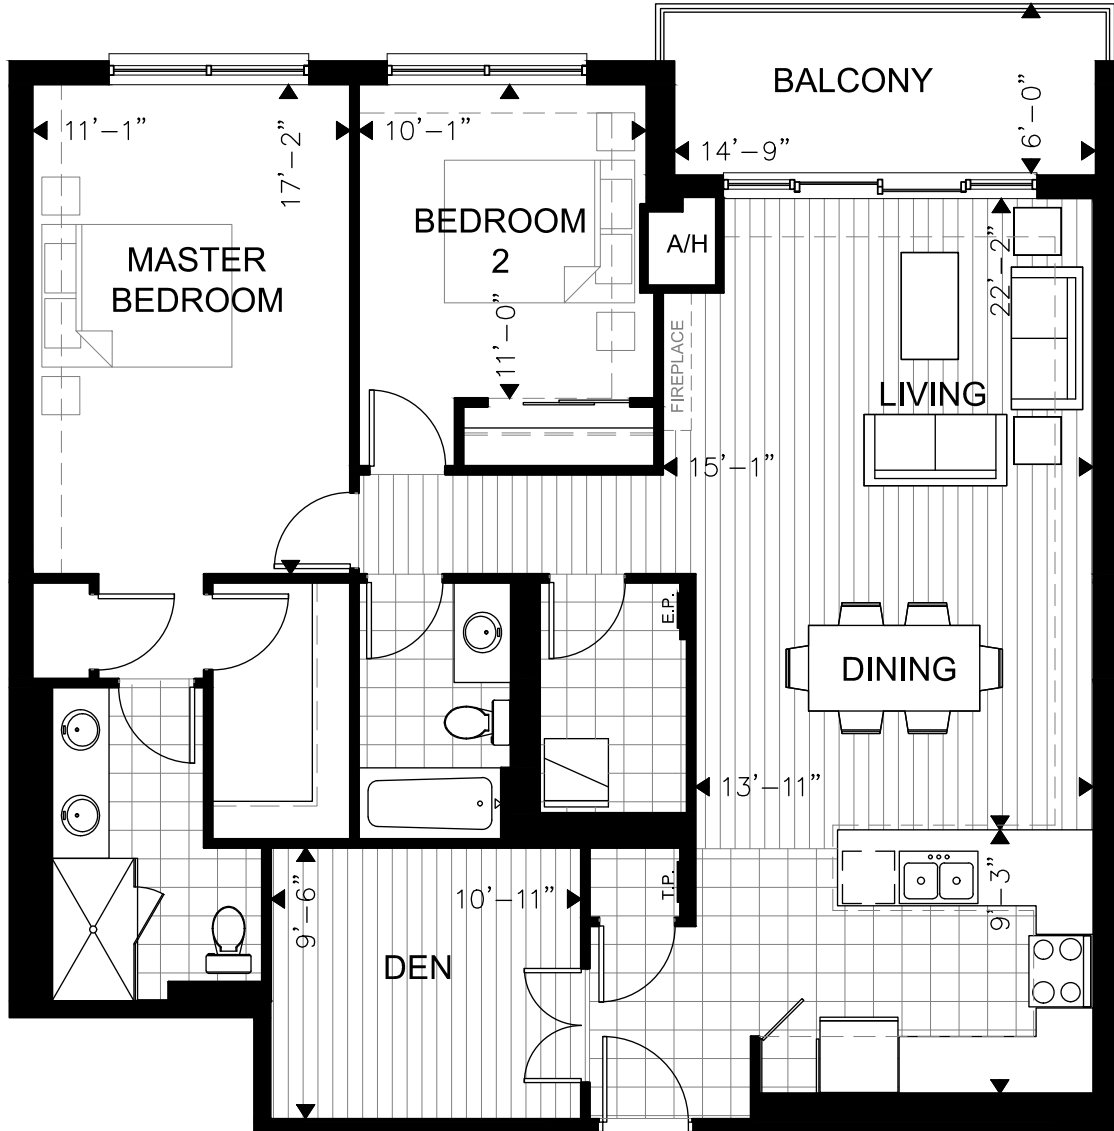 BALCONY
6'-0"
14'-9"
11'-1"
17'-2"
10'-1"
MASTER
BEDROOM
BEDROOM
2
A/H
22'-2"
11'-0"
FIREPLACE
LIVING
15'-1"
E.P.
DINING
13'-11"
9'-6"
10'-11"
T.P.
9'-3"
DEN